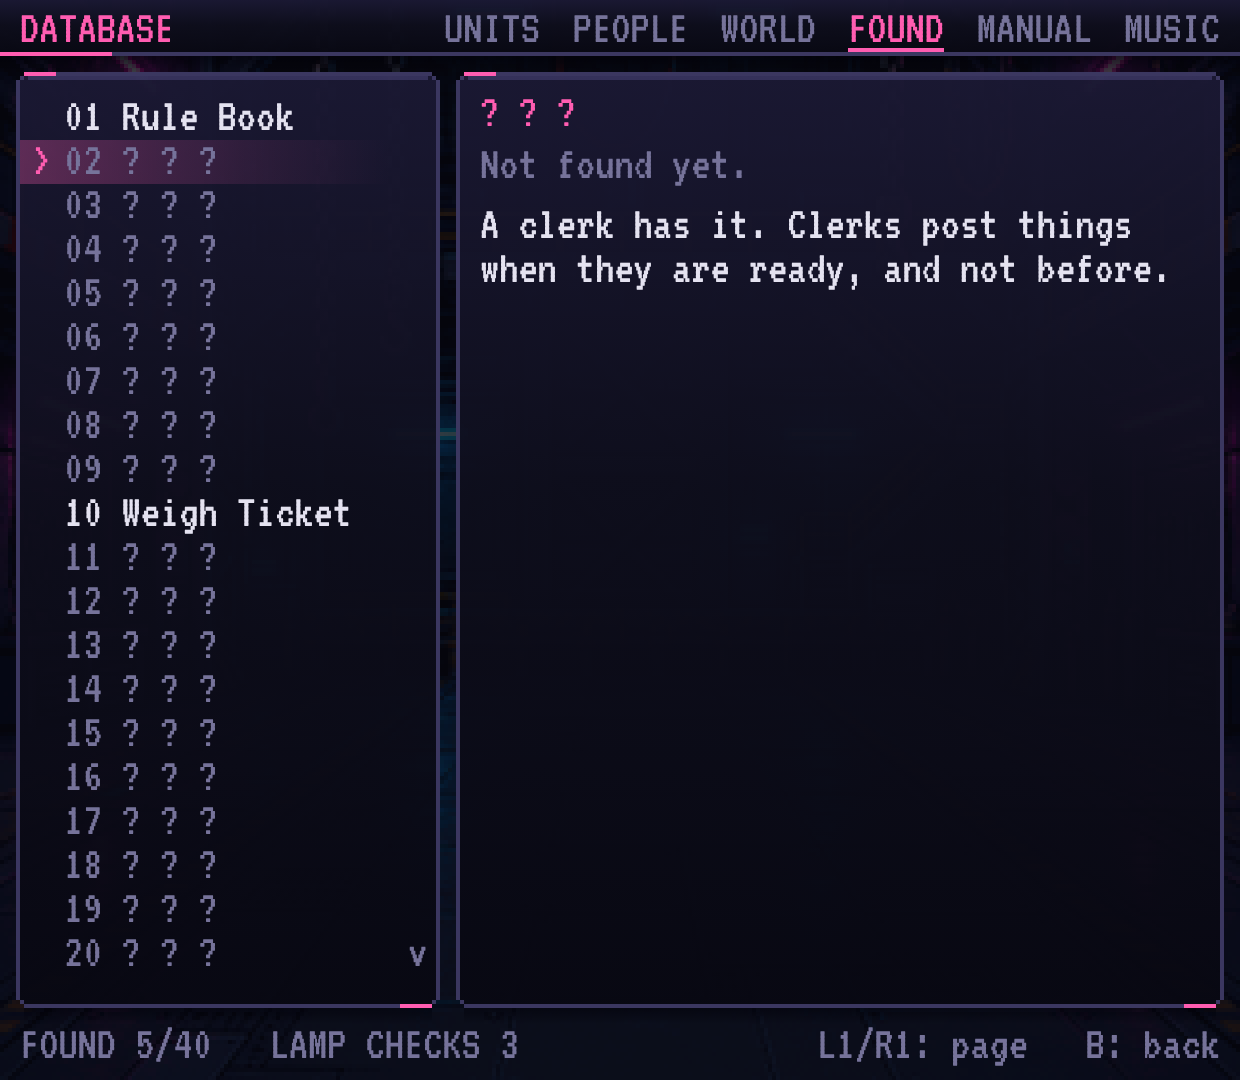 DATABASE UNITS PEOPLE WORLD FOUND MANUAL MUSIC
01 Rule Book
> 02 ? ? ?
03 ? ? ?
04 ? ? ?
05 ? ? ?
06 ? ? ?
07 ? ? ?
08 ? ? ?
09 ? ? ?
10 Weigh Ticket
11 ? ? ?
12 ? ? ?
13 ? ? ?
14 ? ? ?
15 ? ? ?
16 ? ? ?
17 ? ? ?
18 ? ? ?
19 ? ? ?
20 ? ? ? v
? ? ?
Not found yet.
A clerk has it. Clerks post things
when they are ready, and not before.
FOUND 5/40 LAMP CHECKS 3 L1/R1: page B: back